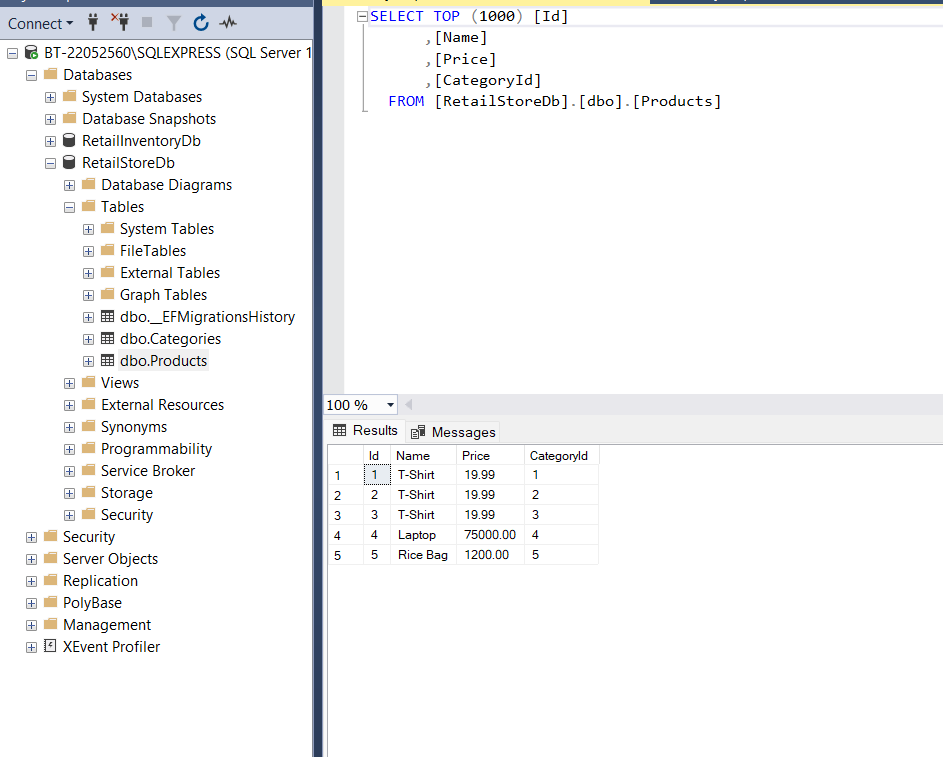 Connect
BT-22052560\SQLEXPRESS (SQL Server 1
Databases
System Databases
Database Snapshots
RetailInventoryDb
RetailStoreDb
Database Diagrams
Tables
System Tables
FileTables
External Tables
Graph Tables
dbo.__EFMigrationsHistory
dbo.Categories
dbo.Products
Views
External Resources
Synonyms
Programmability
Service Broker
Storage
Security
Security
Server Objects
Replication
PolyBase
Management
XEvent Profiler
SELECT TOP (1000) [Id]
,[Name]
,[Price]
,[CategoryId]
FROM [RetailStoreDb].[dbo].[Products]
100 %
Results Messages
Id Name Price CategoryId
1 1 T-Shirt 19.99 1
2 2 T-Shirt 19.99 2
3 3 T-Shirt 19.99 3
4 4 Laptop 75000.00 4
5 5 Rice Bag 1200.00 5